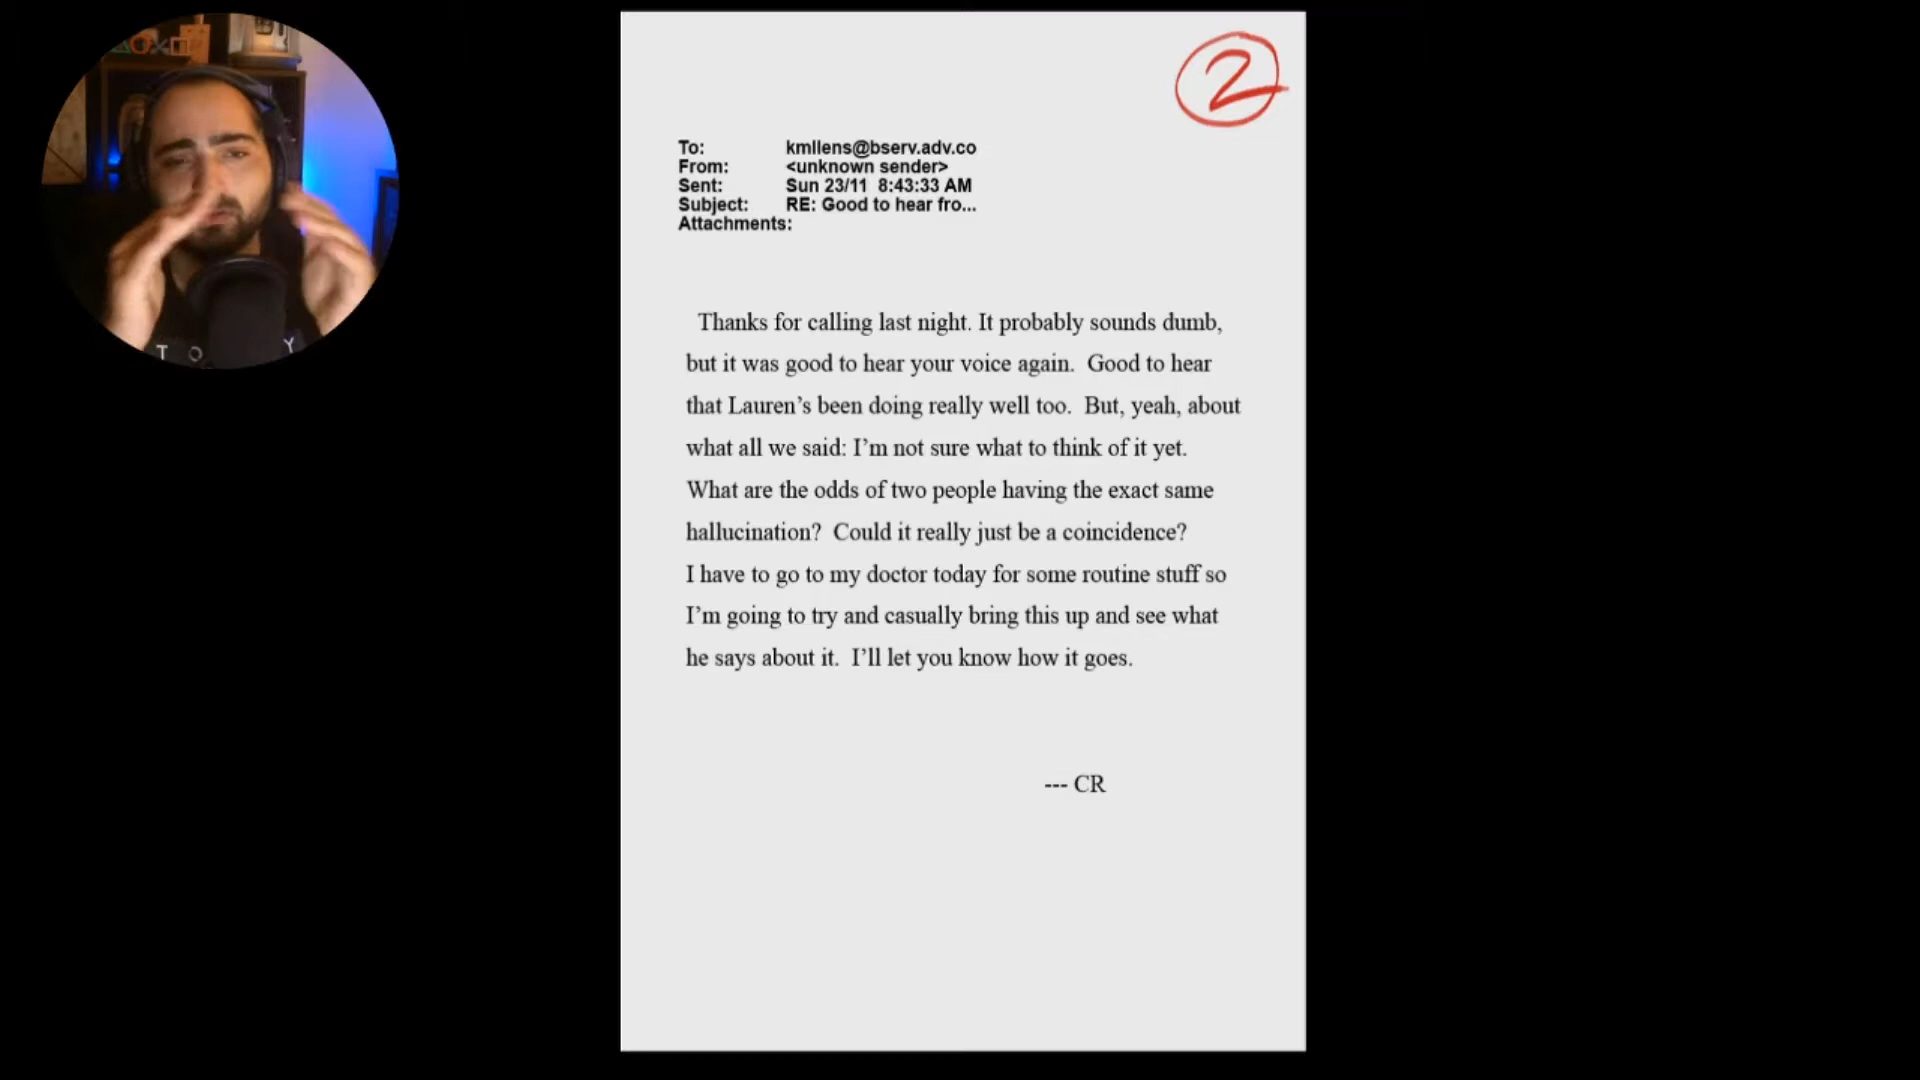 2
To: kmllens@bserv.adv.co
From: <unknown sender>
Sent: Sun 23/11 8:43:33 AM
Subject: RE: Good to hear fro...
Attachments:
Thanks for calling last night. It probably sounds dumb,
but it was good to hear your voice again. Good to hear
that Lauren’s been doing really well too. But, yeah, about
what all we said: I’m not sure what to think of it yet.
What are the odds of two people having the exact same
hallucination? Could it really just be a coincidence?
I have to go to my doctor today for some routine stuff so
I’m going to try and casually bring this up and see what
he says about it. I’ll let you know how it goes.
--- CR